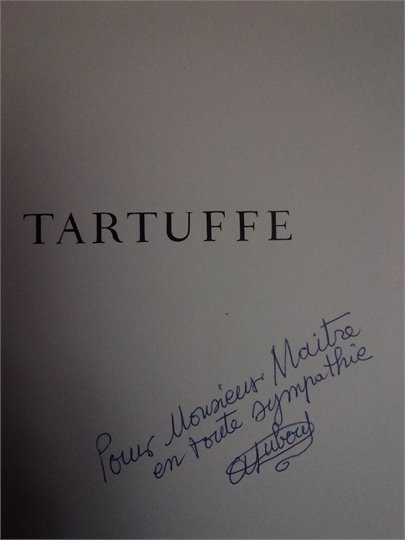 TARTUFFE
Pour Monsieur Maitre
en toute sympathie